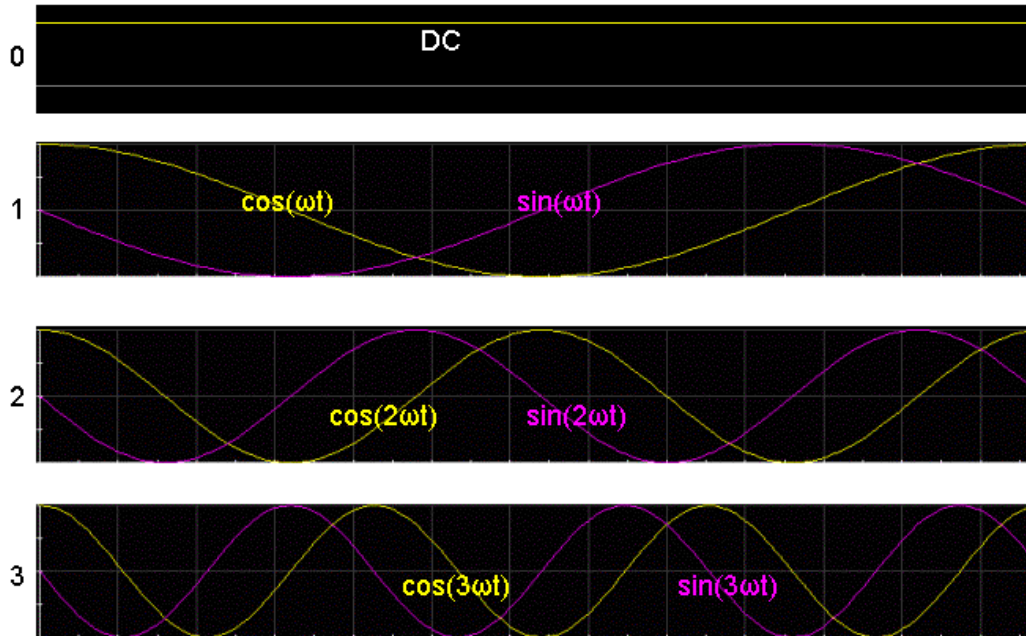 0
DC
1
cos(ωt)
sin(ωt)
2
cos(2ωt)
sin(2ωt)
3
cos(3ωt)
sin(3ωt)